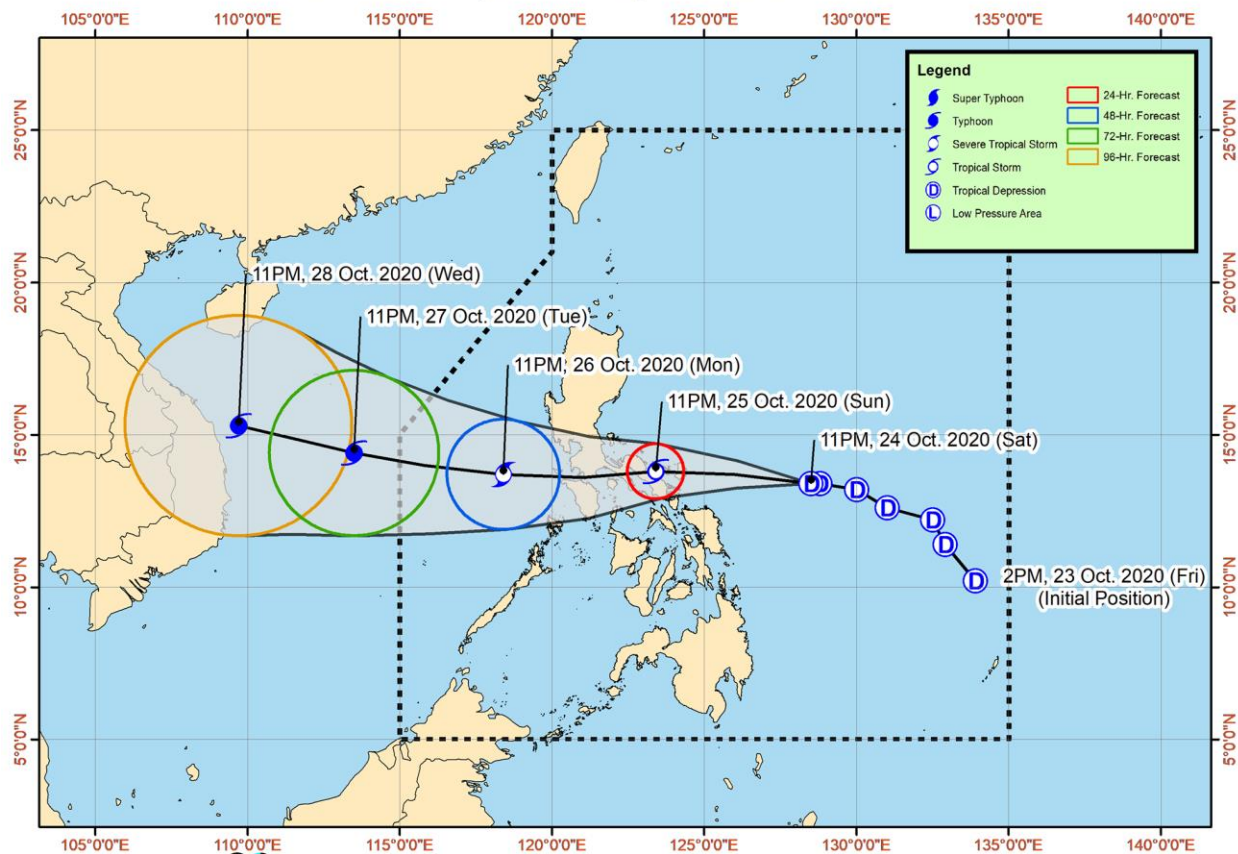 105°0'0"E 110°0'0"E 115°0'0"E 120°0'0"E 125°0'0"E 130°0'0"E 135°0'0"E 140°0'0"E
Legend
Super Typhoon
Typhoon
Severe Tropical Storm
Tropical Storm
D Tropical Depression
L Low Pressure Area
24-Hr. Forecast
48-Hr. Forecast
72-Hr. Forecast
96-Hr. Forecast
25°0'0"N 25°0'0"N
20°0'0"N 20°0'0"N
15°0'0"N 15°0'0"N
10°0'0"N 10°0'0"N
5°0'0"N 5°0'0"N
11PM, 28 Oct. 2020 (Wed)
11PM, 27 Oct. 2020 (Tue)
11PM, 26 Oct. 2020 (Mon)
11PM, 25 Oct. 2020 (Sun)
11PM, 24 Oct. 2020 (Sat)
D D D D D D D
2PM, 23 Oct. 2020 (Fri)
(Initial Position)
105°0'0"E 110°0'0"E 115°0'0"E 120°0'0"E 125°0'0"E 130°0'0"E 135°0'0"E 140°0'0"E